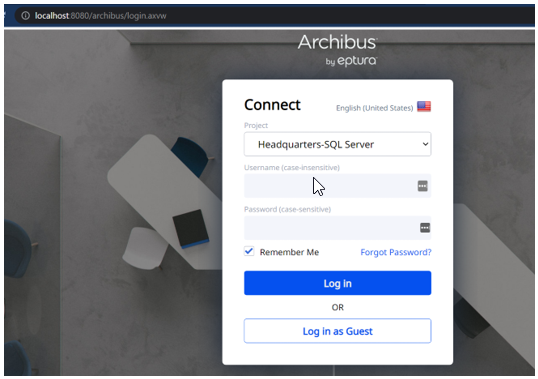 localhost:8080/archibus/login.axvw
Archibus
by eptura
Connect
English (United States)
Project
Headquarters-SQL Server
Username (case-insensitive)
Password (case-sensitive)
Remember Me Forgot Password?
Log in
OR
Log in as Guest